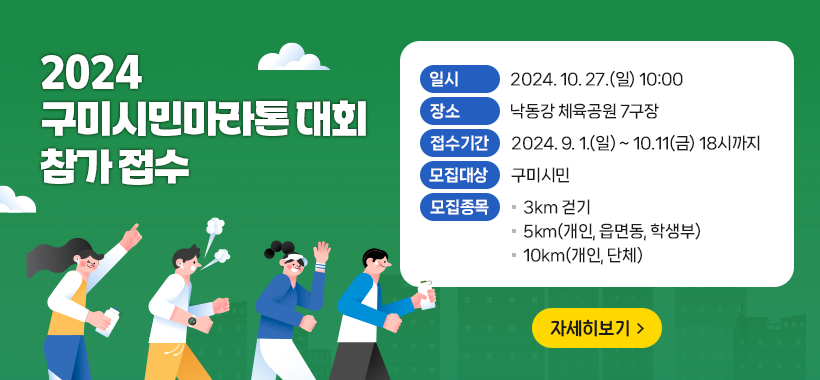 2024
구미시민마라톤 대회
참가 접수
일시 2024. 10. 27.(일) 10:00
장소 낙동강 체육공원 7구장
접수기간 2024. 9. 1.(일) ~ 10.11(금) 18시까지
모집대상 구미시민
모집종목 3km 걷기
5km(개인, 읍면동, 학생부)
10km(개인, 단체)
자세히보기 >